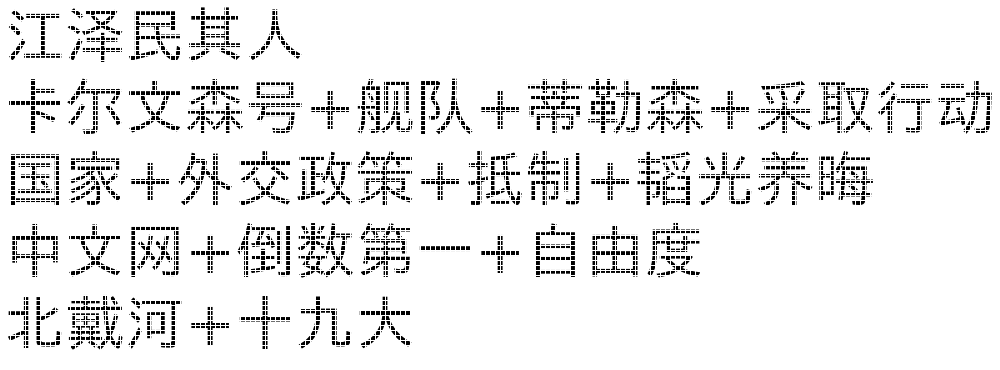 江泽民其人
卡尔文森号+舰队+蒂勒森+采取行动
国家+外交政策+抵制+韬光养晦
中文网+倒数第一+自由度
北戴河+十九大